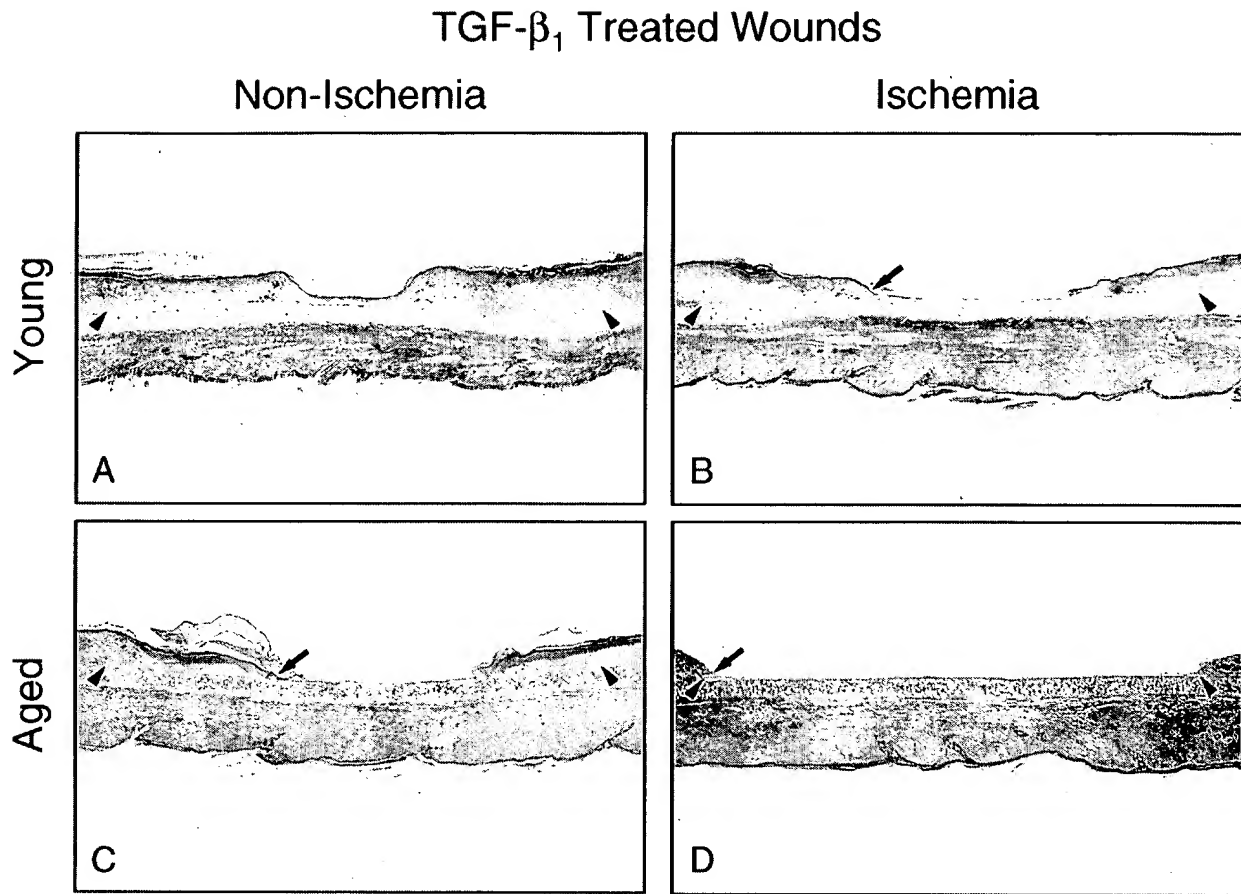 TGF-β₁ Treated Wounds
Non-Ischemia
Ischemia
Young
A
B
Aged
C
D